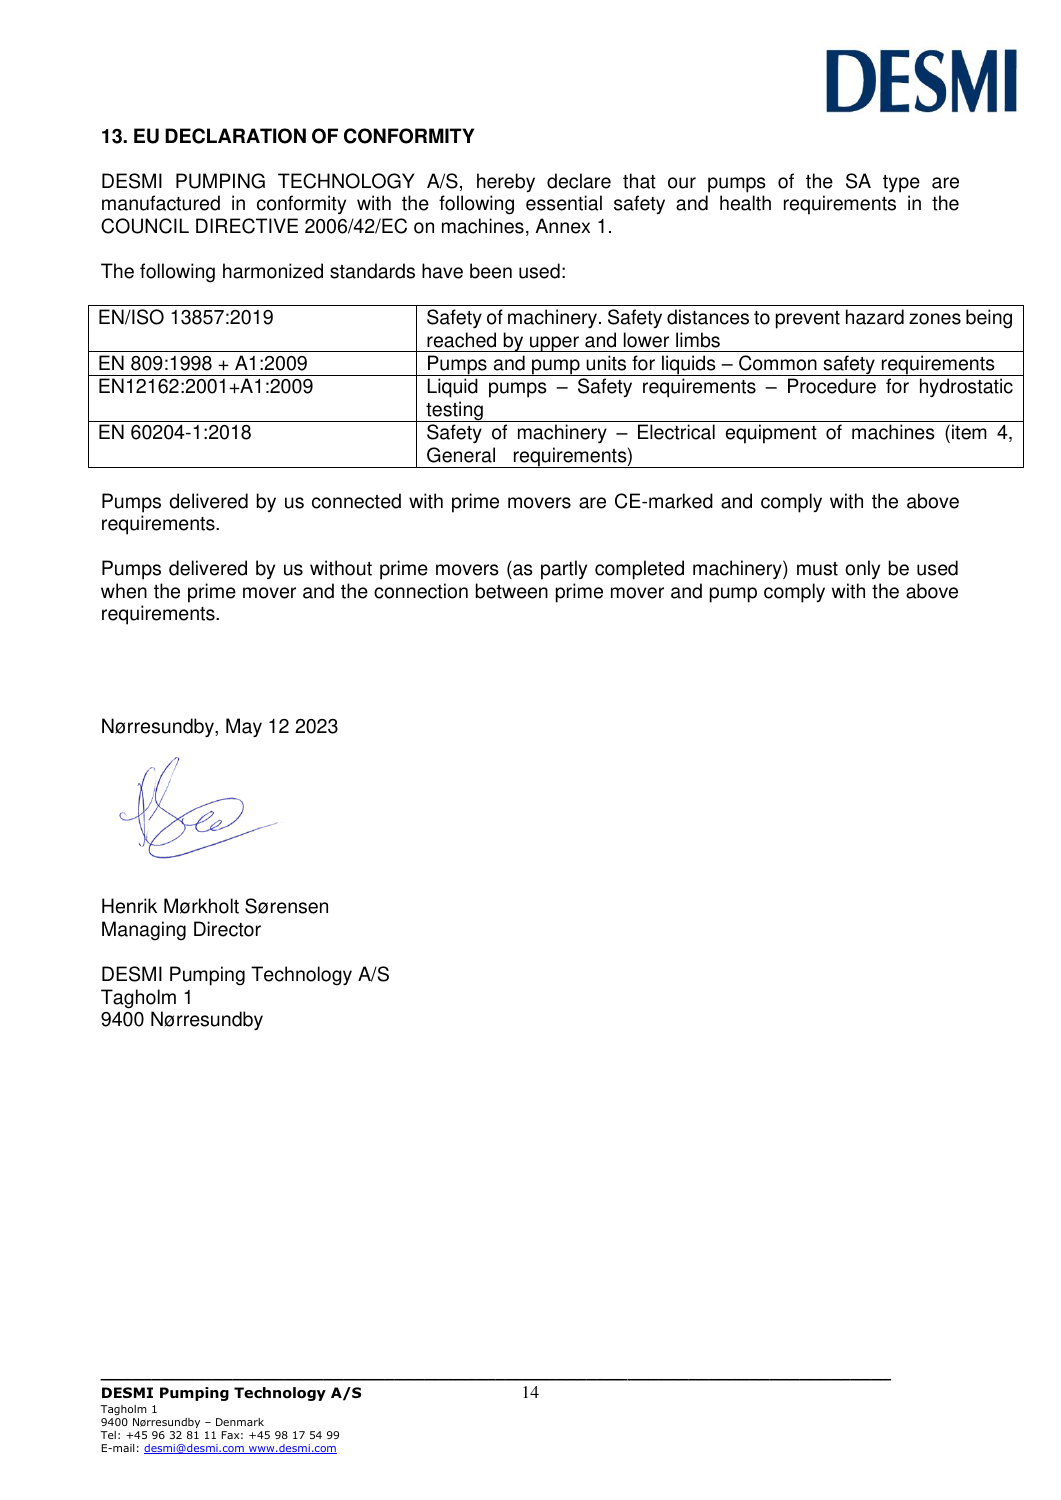 DESMI
13. EU DECLARATION OF CONFORMITY
DESMI PUMPING TECHNOLOGY A/S, hereby declare that our pumps of the SA type are
manufactured in conformity with the following essential safety and health requirements in the
COUNCIL DIRECTIVE 2006/42/EC on machines, Annex 1.
The following harmonized standards have been used:
EN/ISO 13857:2019 Safety of machinery. Safety distances to prevent hazard zones being
reached by upper and lower limbs
EN 809:1998 + A1:2009 Pumps and pump units for liquids – Common safety requirements
EN12162:2001+A1:2009 Liquid pumps – Safety requirements – Procedure for hydrostatic
testing
EN 60204-1:2018 Safety of machinery – Electrical equipment of machines (item 4,
General requirements)
Pumps delivered by us connected with prime movers are CE-marked and comply with the above
requirements.
Pumps delivered by us without prime movers (as partly completed machinery) must only be used
when the prime mover and the connection between prime mover and pump comply with the above
requirements.
Nørresundby, May 12 2023
Henrik Mørkholt Sørensen
Managing Director
DESMI Pumping Technology A/S
Tagholm 1
9400 Nørresundby
DESMI Pumping Technology A/S 14
Tagholm 1
9400 Nørresundby – Denmark
Tel: +45 96 32 81 11 Fax: +45 98 17 54 99
E-mail: desmi@desmi.com www.desmi.com